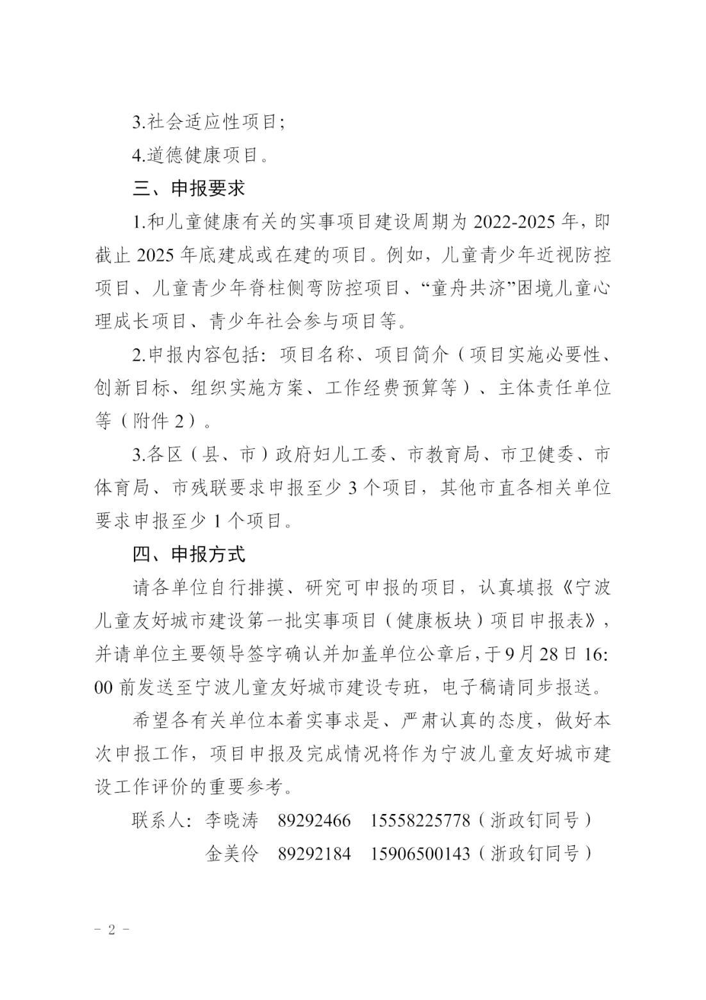 3.社会适应性项目；
4.道德健康项目。
三、申报要求
1.和儿童健康有关的实事项目建设周期为 2022-2025 年，即
截止 2025 年底建成或在建的项目。例如，儿童青少年近视防控
项目、儿童青少年脊柱侧弯防控项目、“童舟共济”困境儿童心
理成长项目、青少年社会参与项目等。
2.申报内容包括：项目名称、项目简介（项目实施必要性、
创新目标、组织实施方案、工作经费预算等）、主体责任单位
等（附件 2）。
3.各区（县、市）政府妇儿工委、市教育局、市卫健委、市
体育局、市残联要求申报至少 3 个项目，其他市直各相关单位
要求申报至少 1 个项目。
四、申报方式
请各单位自行排摸、研究可申报的项目，认真填报《宁波
儿童友好城市建设第一批实事项目（健康板块）项目申报表》，
并请单位主要领导签字确认并加盖单位公章后，于 9 月 28 日 16：
00 前发送至宁波儿童友好城市建设专班，电子稿请同步报送。
希望各有关单位本着实事求是、严肃认真的态度，做好本
次申报工作，项目申报及完成情况将作为宁波儿童友好城市建
设工作评价的重要参考。
联系人：李晓涛 89292466 15558225778（浙政钉同号）
金美伶 89292184 15906500143（浙政钉同号）
- 2 -